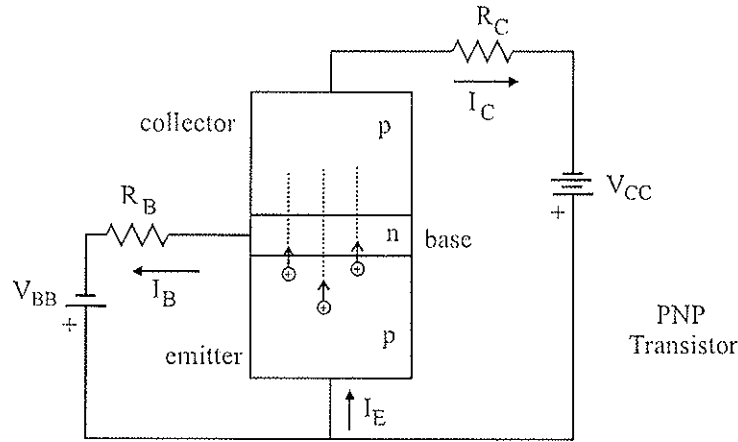 R_C
I_C
collector
p
V_CC
+
R_B
n
base
I_B
V_BB
+
p
emitter
I_E
PNP
Transistor